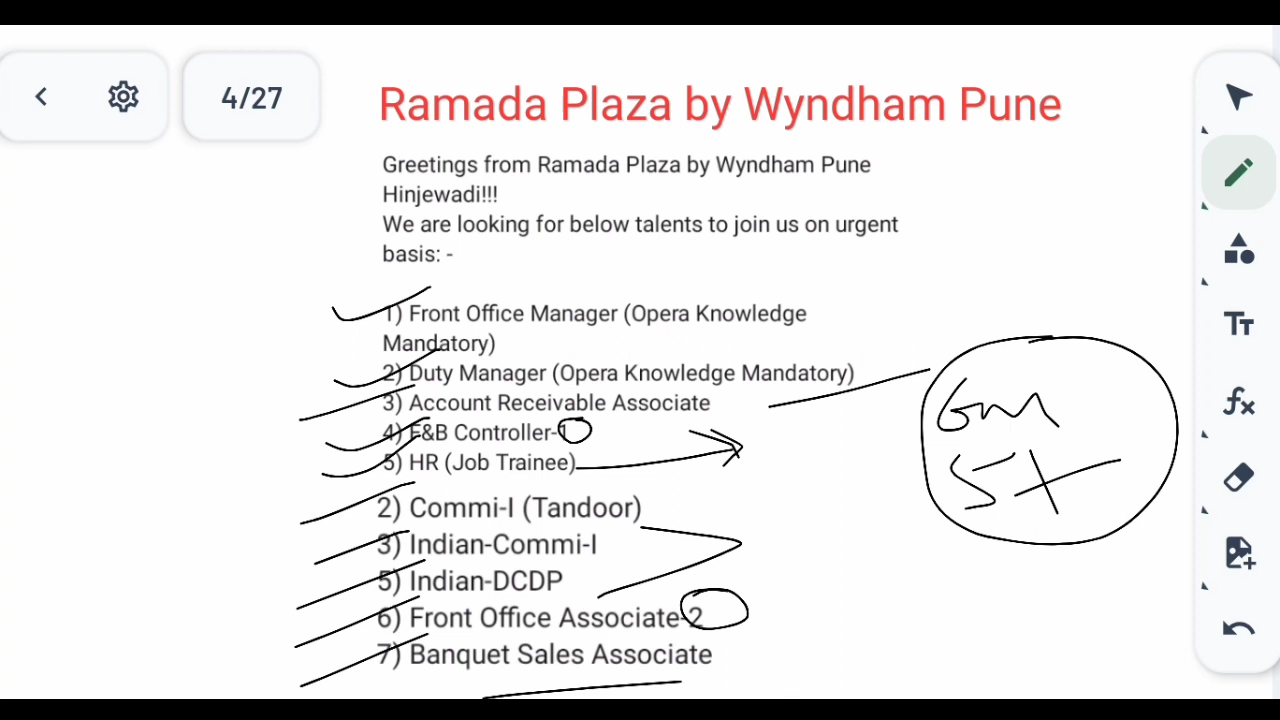 4/27
Ramada Plaza by Wyndham Pune
Greetings from Ramada Plaza by Wyndham Pune
Hinjewadi!!!
We are looking for below talents to join us on urgent
basis: -
1) Front Office Manager (Opera Knowledge
Mandatory)
2) Duty Manager (Opera Knowledge Mandatory)
3) Account Receivable Associate
4) F&B Controller-1
5) HR (Job Trainee)
2) Commi-I (Tandoor)
3) Indian-Commi-I
5) Indian-DCDP
6) Front Office Associate-2
7) Banquet Sales Associate
Tт
fx